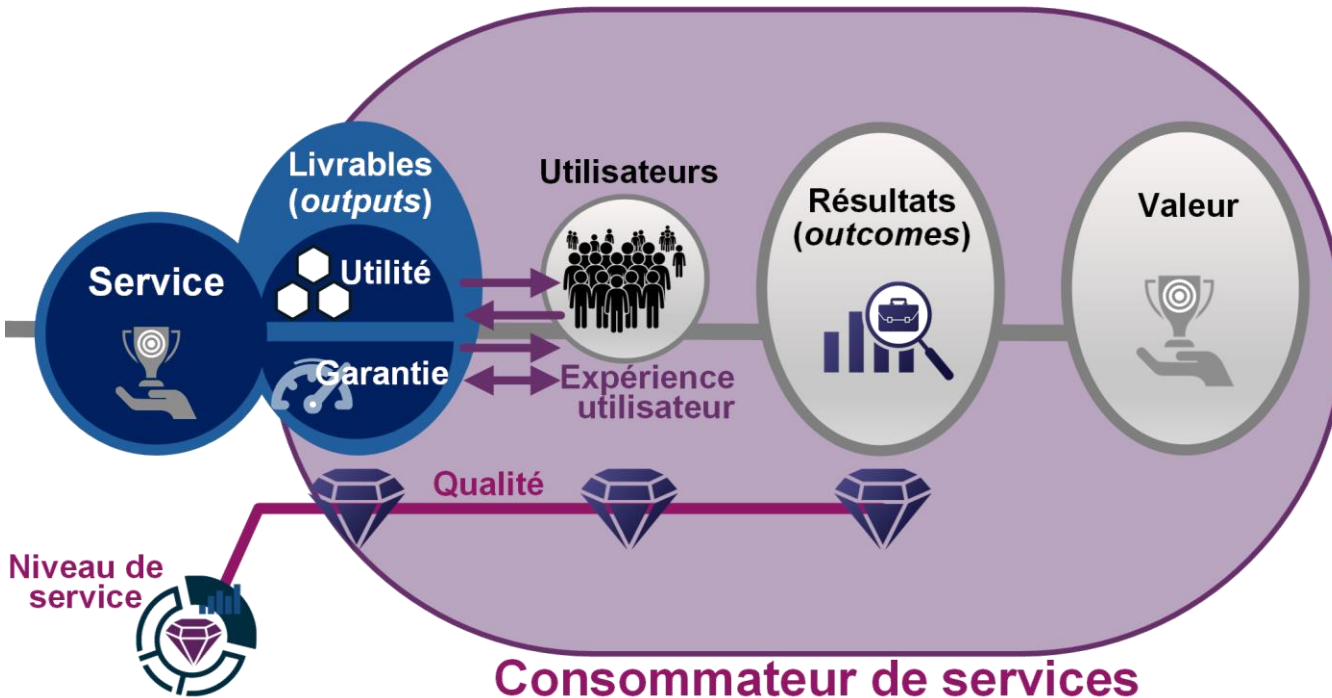 Livrables
(outputs)
Utilisateurs
Résultats
(outcomes)
Valeur
Service
Utilité
Garantie
Expérience
utilisateur
Qualité
Niveau de
service
Consommateur de services